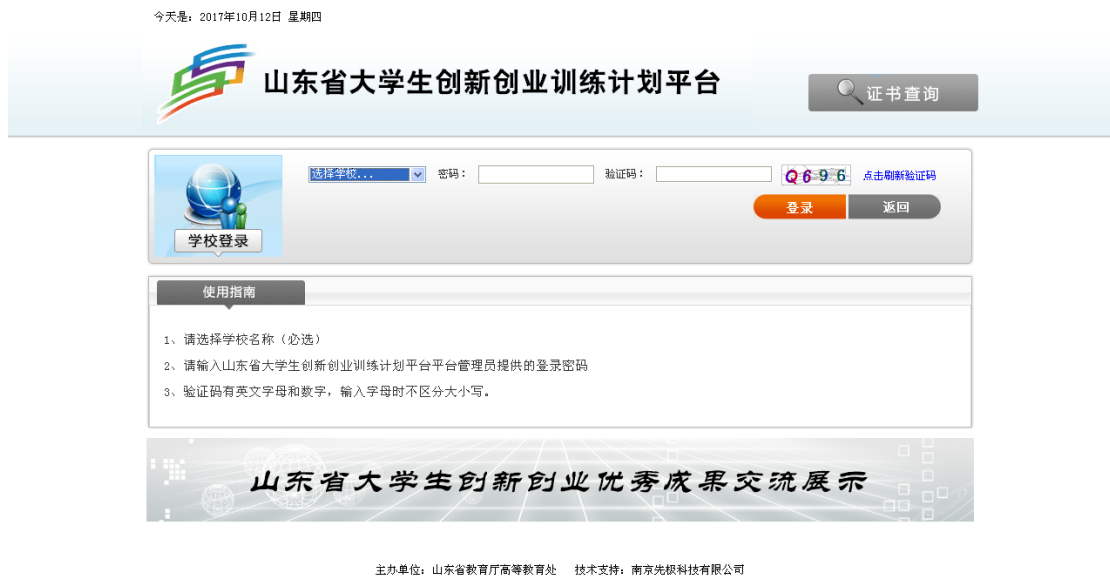 今天是：2017年10月12日 星期四
山东省大学生创新创业训练计划平台
证书查询
选择学校... 密码： 验证码： Q696 点击刷新验证码
登录 返回
学校登录
使用指南
1、请选择学校名称（必选）
2、请输入山东省大学生创新创业训练计划平台平台管理员提供的登录密码
3、验证码有英文字母和数字，输入字母时不区分大小写。
山东省大学生创新创业优秀成果交流展示
主办单位：山东省教育厅高等教育处 技术支持：南京先极科技有限公司